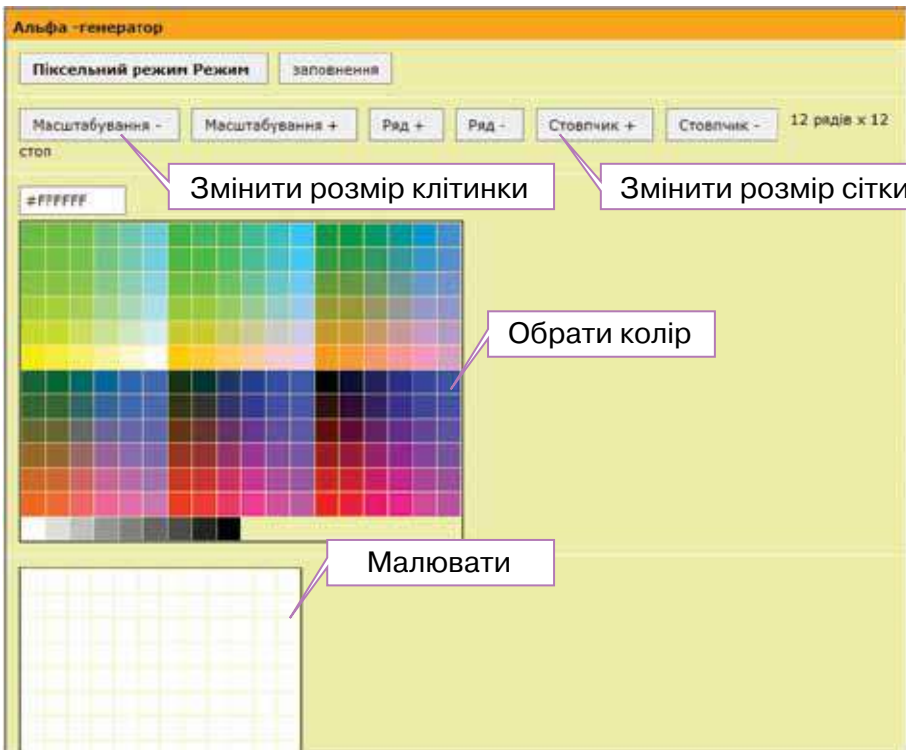 Альфа -генератор
Піксельний режим Режим заповнення
Масштабування - Масштабування + Ряд + Ряд - Стовпчик + Стовпчик - 12 рядів x 12
стоп
Змінити розмір клітинки Змінити розмір сітки
#FFFFFF
Обрати колір
Малювати